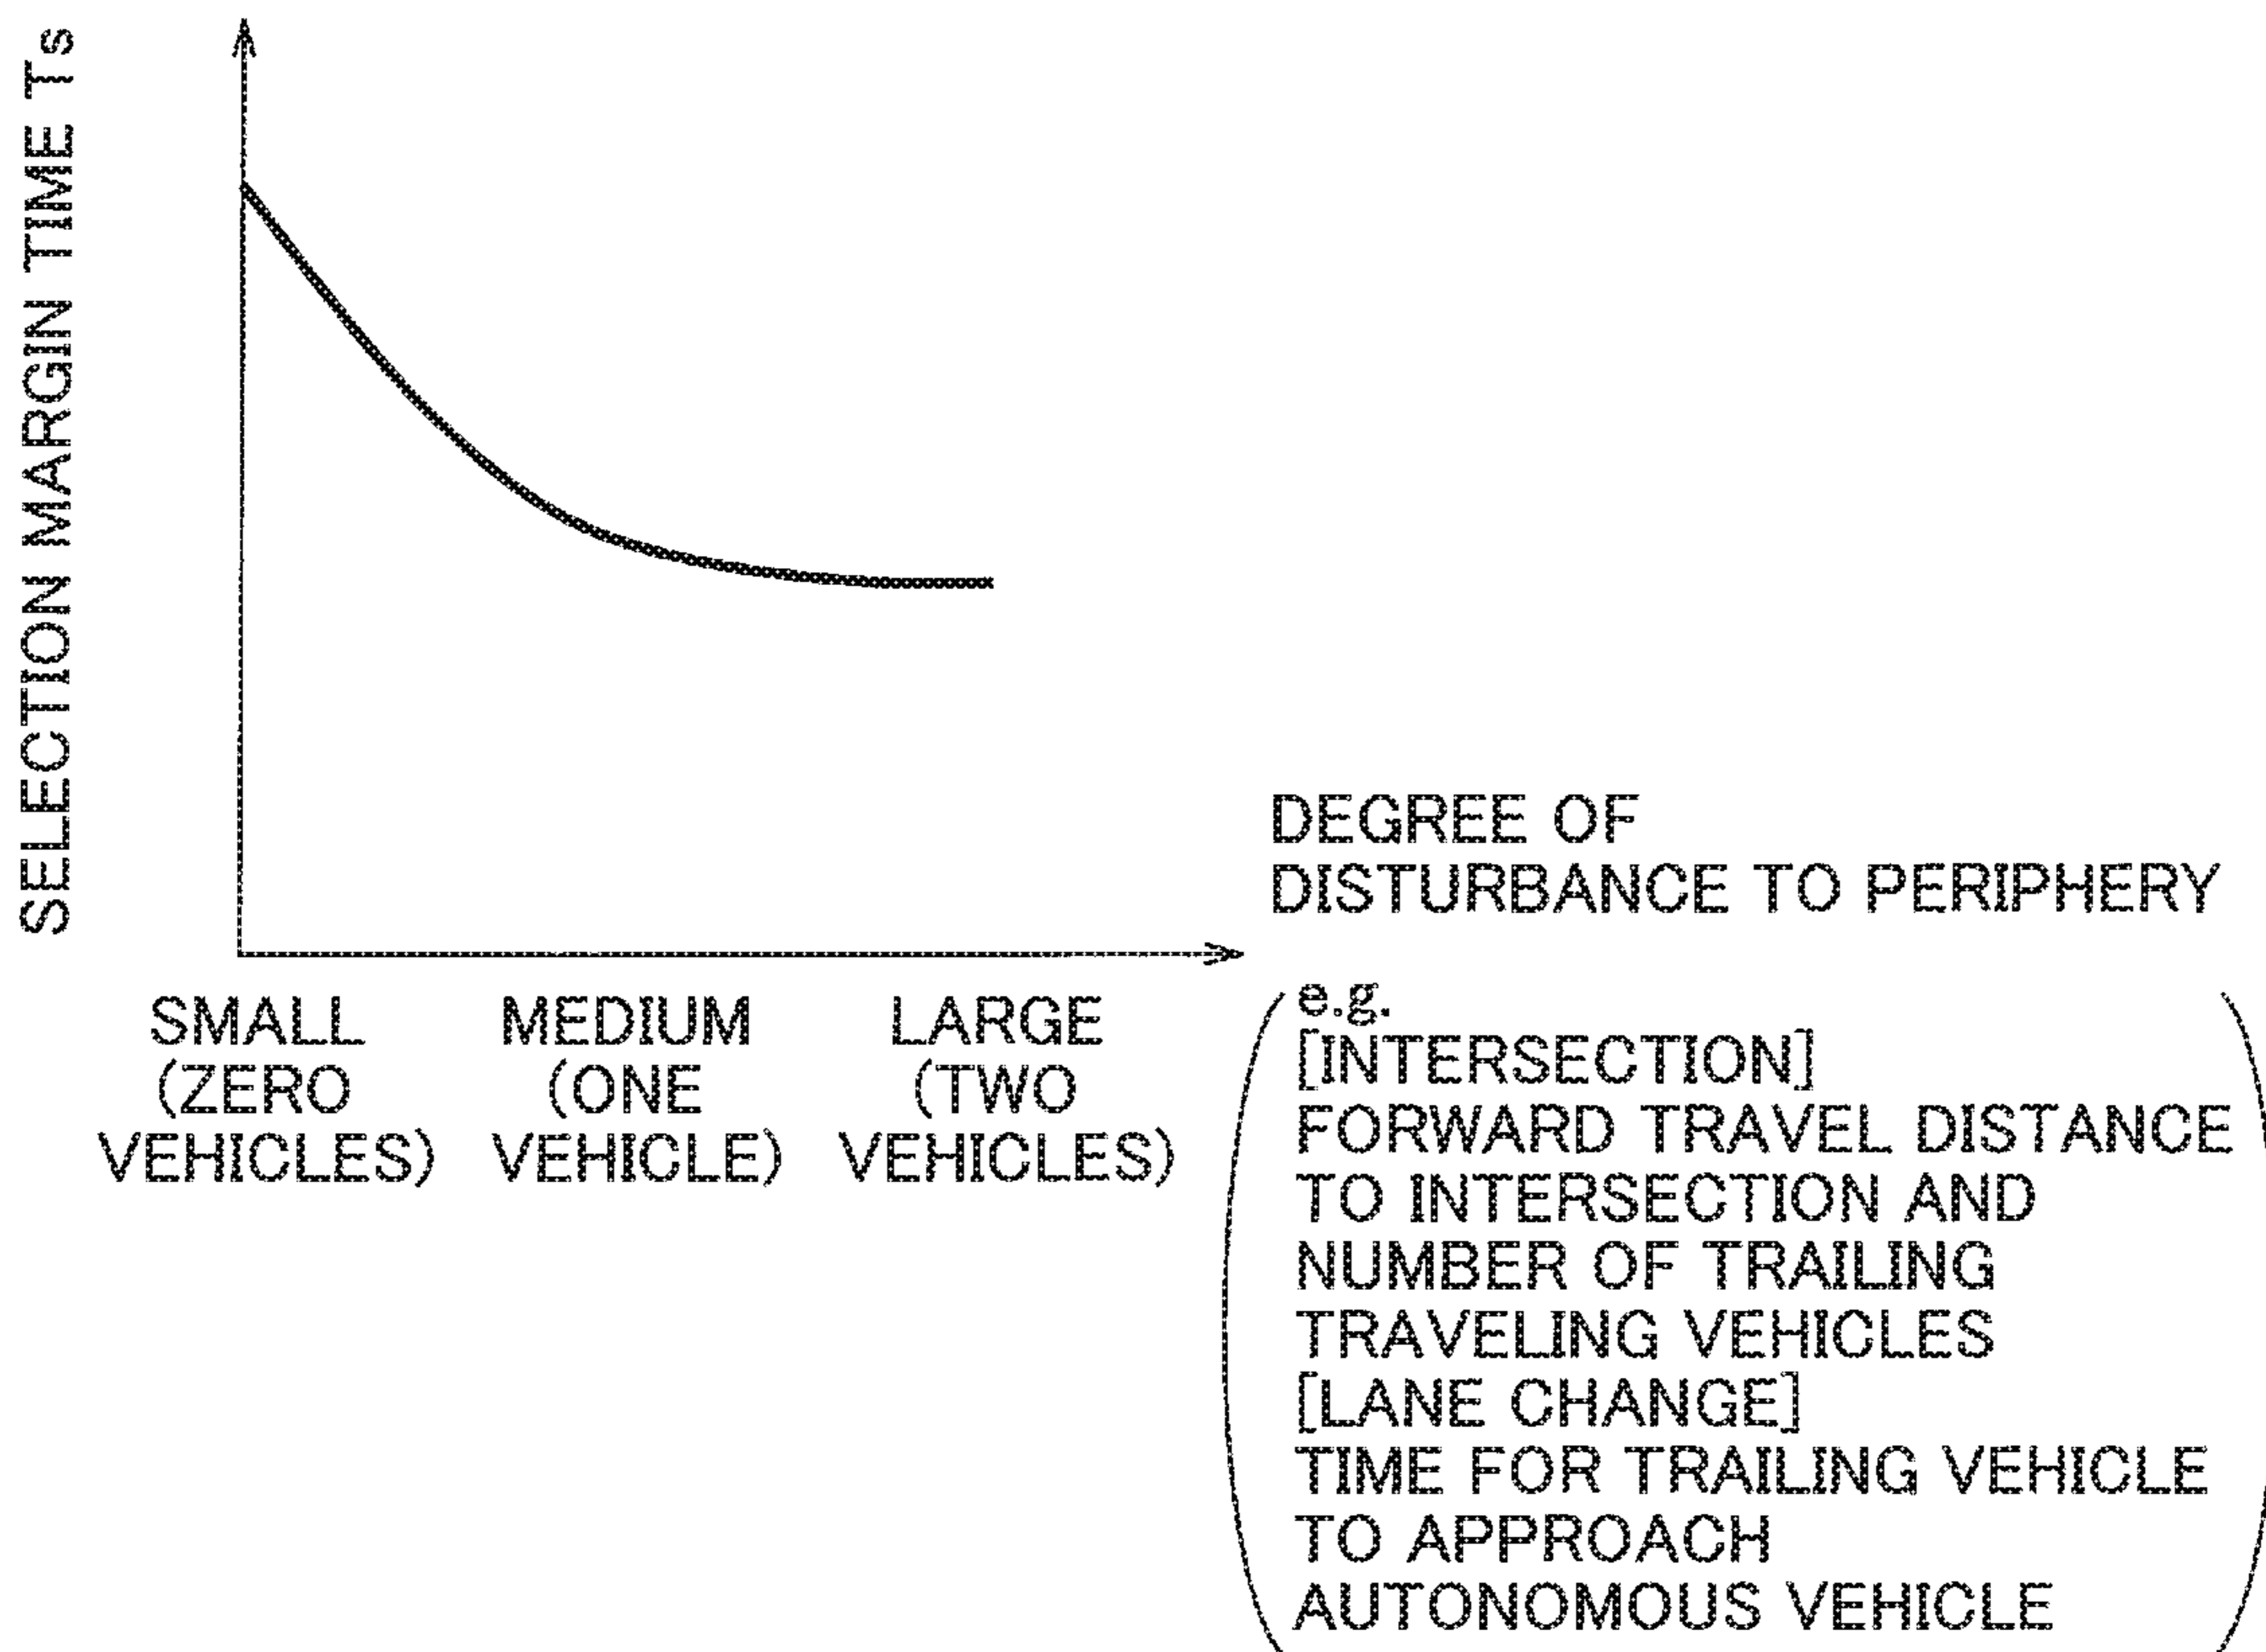 SELECTION MARGIN TIME Ts
DEGREE OF
DISTURBANCE TO PERIPHERY
SMALL
(ZERO
VEHICLES)
MEDIUM
(ONE
VEHICLE)
LARGE
(TWO
VEHICLES)
e.g.
[INTERSECTION]
FORWARD TRAVEL DISTANCE
TO INTERSECTION AND
NUMBER OF TRAILING
TRAVELING VEHICLES
[LANE CHANGE]
TIME FOR TRAILING VEHICLE
TO APPROACH
AUTONOMOUS VEHICLE